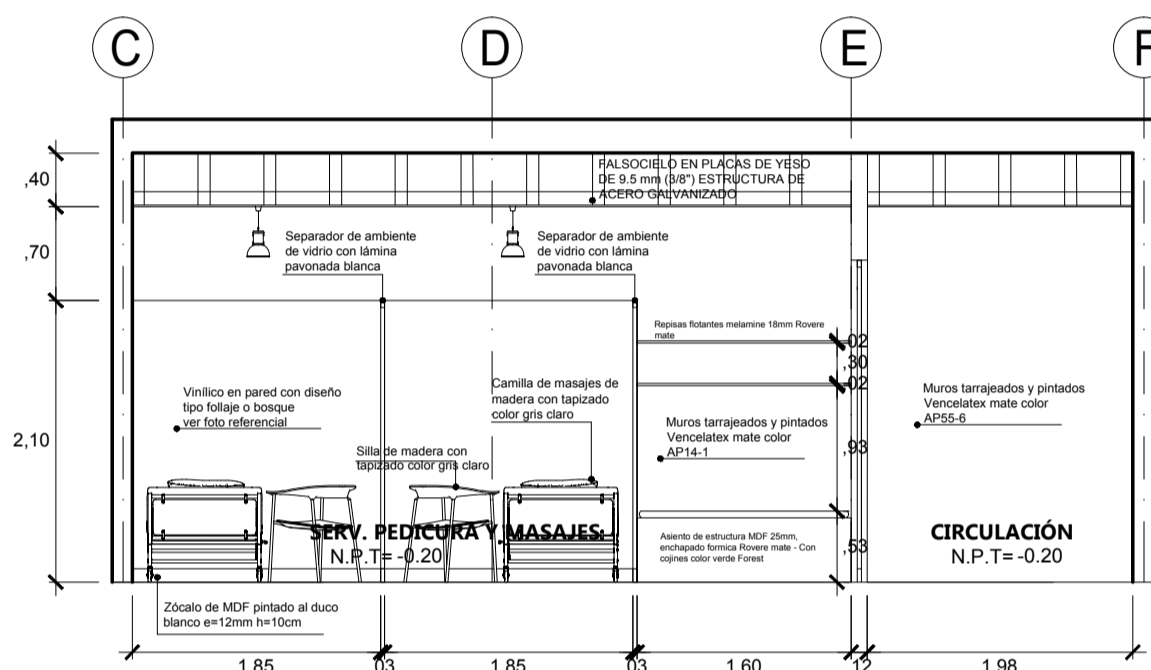 C
D
E
F
FALSOCIELO EN PLACAS DE YESO
DE 9.5 mm (3/8") ESTRUCTURA DE
ACERO GALVANIZADO
,40
,70
2,10
Separador de ambiente
de vidrio con lámina
pavonada blanca
Separador de ambiente
de vidrio con lámina
pavonada blanca
Repisas flotantes melamine 18mm Rovere
mate
,02
,30
,02
,93
,53
Vinílico en pared con diseño
tipo follaje o bosque
ver foto referencial
Camilla de masajes de
madera con tapizado
color gris claro
Silla de madera con
tapizado color gris claro
Muros tarrajeados y pintados
Vencelatex mate color
AP14-1
Muros tarrajeados y pintados
Vencelatex mate color
AP55-6
SERV. PEDICURA Y MASAJES
N.P.T= -0.20
Asiento de estructura MDF 25mm,
enchapado formica Rovere mate - Con
cojines color verde Forest
CIRCULACIÓN
N.P.T= -0.20
Zócalo de MDF pintado al duco
blanco e=12mm h=10cm
1,85
,03
1,85
,03
1,60
,12
1,98